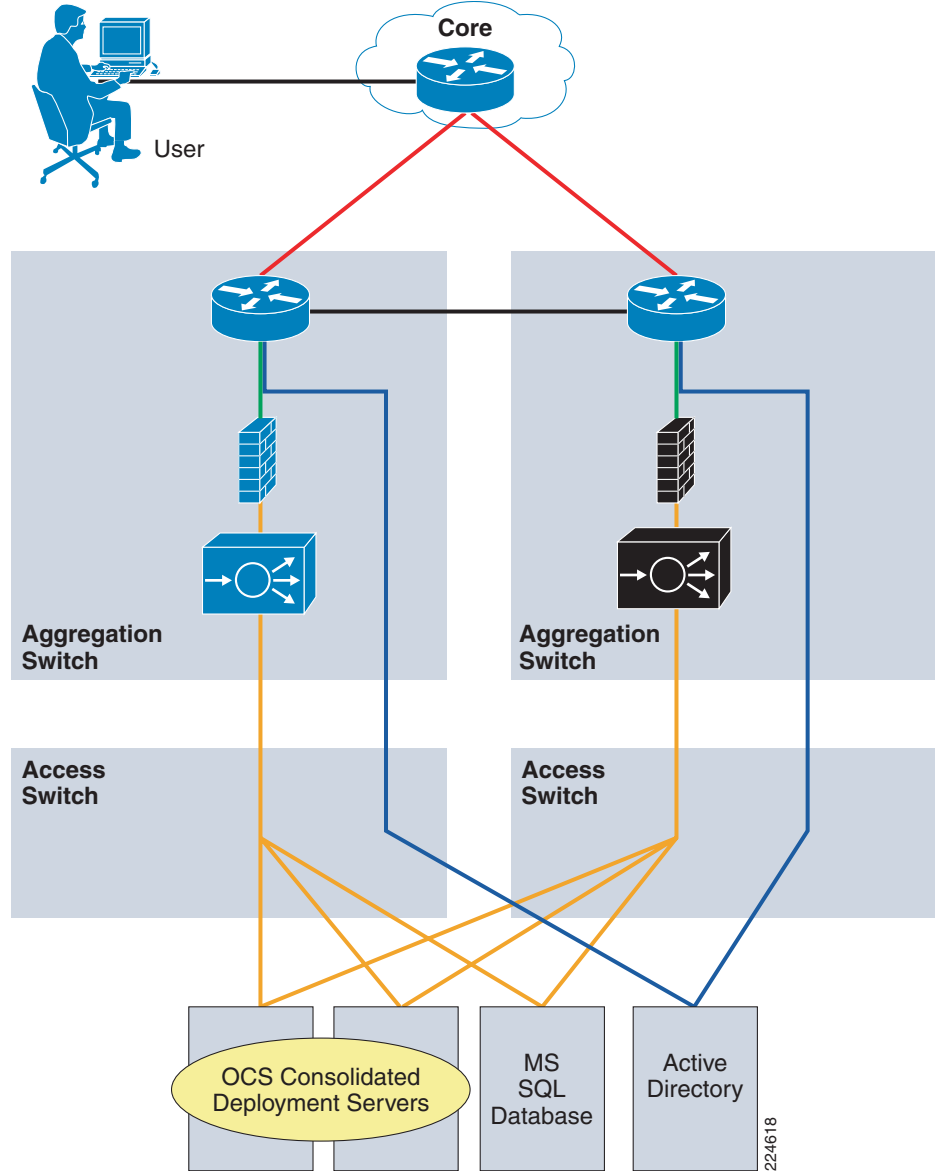 Core
User
Aggregation
Switch
Aggregation
Switch
Access
Switch
Access
Switch
OCS Consolidated
Deployment Servers
MS
SQL
Database
Active
Directory
224618